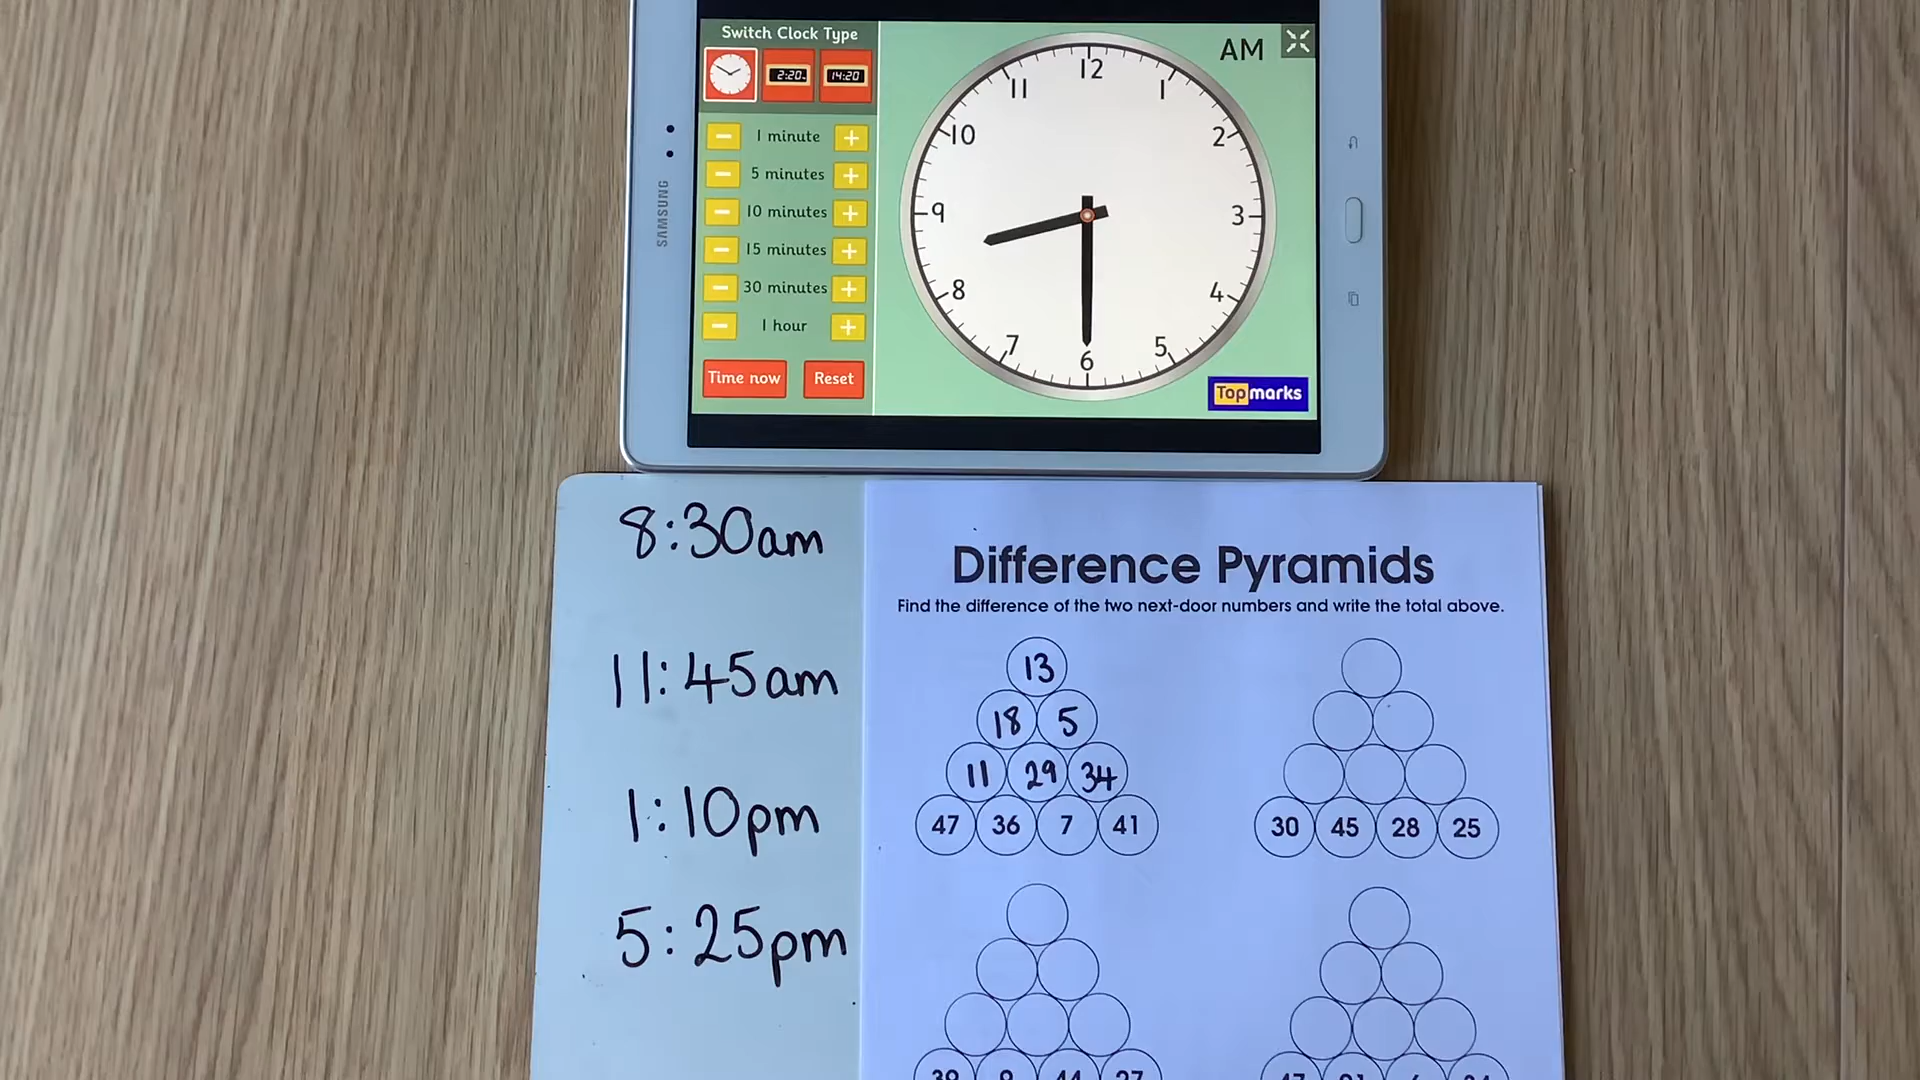 Switch Clock Type
2:20
14:20
1 minute
5 minutes
10 minutes
15 minutes
30 minutes
1 hour
Time now
Reset
AM
12
1
2
3
4
5
6
7
8
9
10
11
Topmarks
SAMSUNG
8:30am
11:45am
1:10pm
5:25pm
Difference Pyramids
Find the difference of the two next-door numbers and write the total above.
13
18 5
11 29 34
47 36 7 41
30 45 28 25